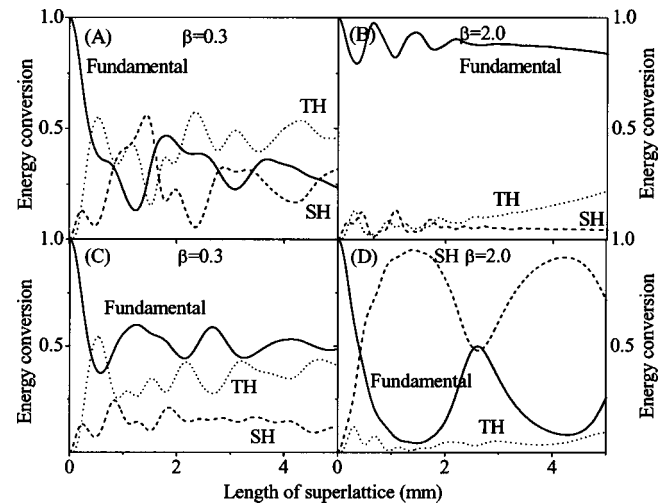 1.0 (A) β=0.3 (B) β=2.0 1.0
Fundamental Fundamental
Energy conversion TH Energy conversion
0.5 0.5
SH TH
SH
1.0 (C) β=0.3 (D) SH β=2.0 1.0
Fundamental
Energy conversion Energy conversion
0.5 TH Fundamental 0.5
SH TH
0 2 4 0 2 4
Length of superlattice (mm)